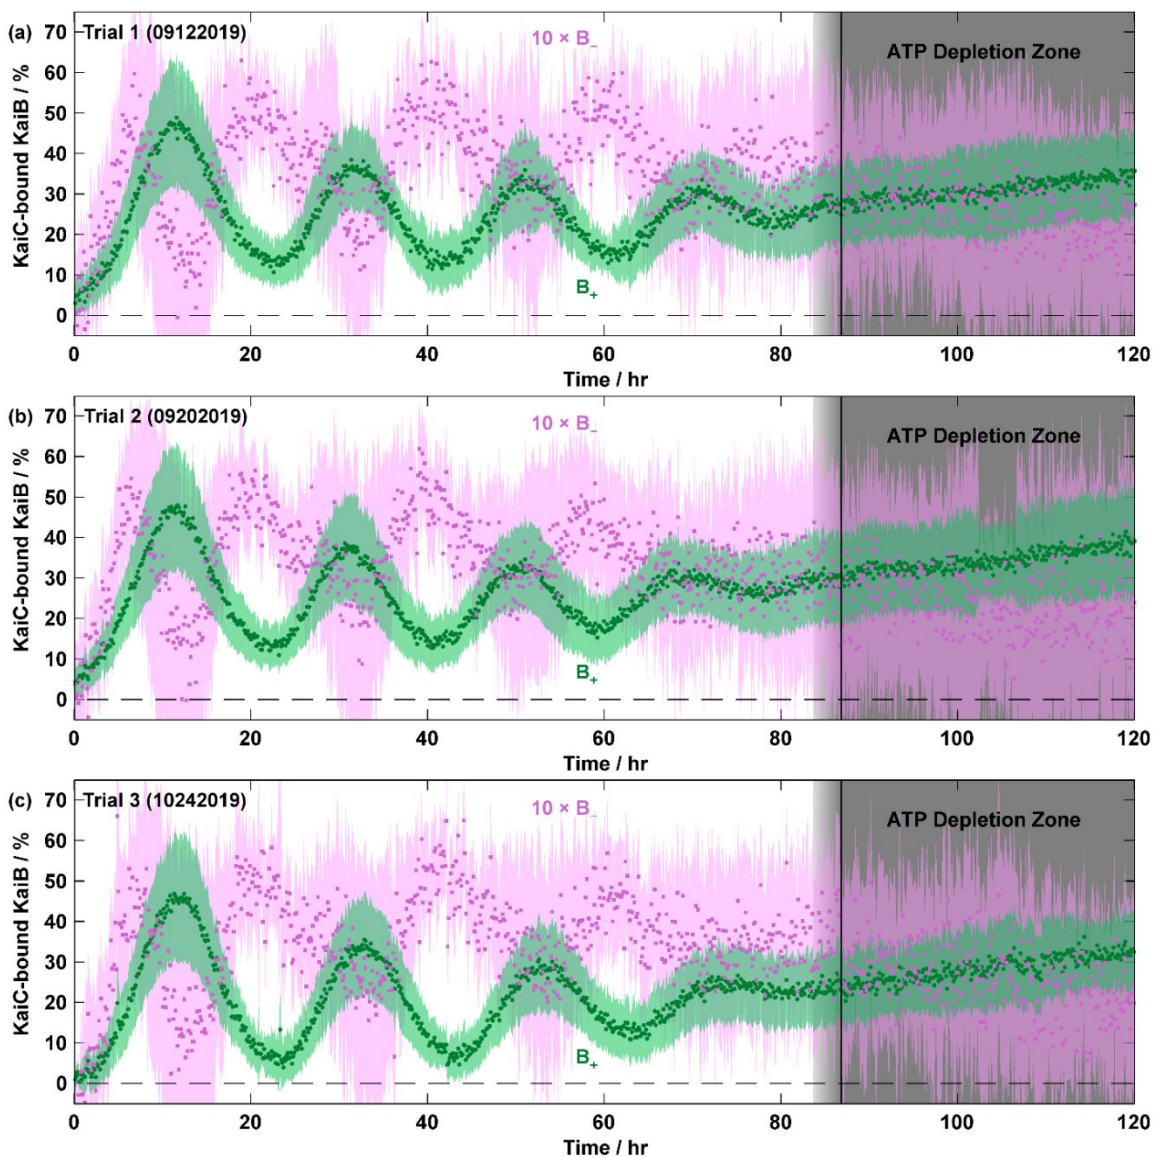 (a) Trial 1 (09122019)
10 × B_
ATP Depletion Zone
KaiC-bound KaiB / %
70
60
50
40
30
20
10
0
B+
0 20 40 60 80 100 120
Time / hr
(b) Trial 2 (09202019)
10 × B_
ATP Depletion Zone
KaiC-bound KaiB / %
70
60
50
40
30
20
10
0
B+
0 20 40 60 80 100 120
Time / hr
(c) Trial 3 (10242019)
10 × B_
ATP Depletion Zone
KaiC-bound KaiB / %
70
60
50
40
30
20
10
0
B+
0 20 40 60 80 100 120
Time / hr